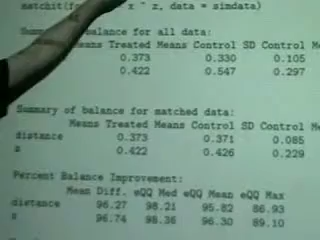 matchit(fo x ~ z, data = simdata)
Summ balance for all data:
Means Treated Means Control SD Control M
0.373 0.330 0.105
0.422 0.547 0.297
Summary of balance for matched data:
Means Treated Means Control SD Control Me
distance 0.373 0.371 0.085
z 0.422 0.426 0.229
Percent Balance Improvement:
Mean Diff. eQQ Med eQQ Mean eQQ Max
distance 96.27 98.21 95.82 86.93
z 96.74 98.36 96.30 89.10